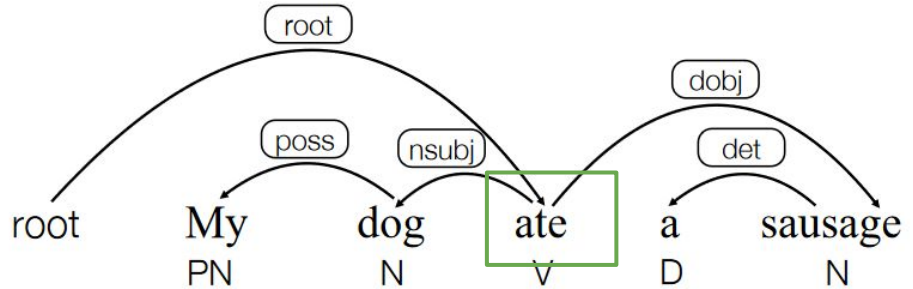 root
dobj
poss
nsubj
det
root My dog ate a sausage
PN N V D N